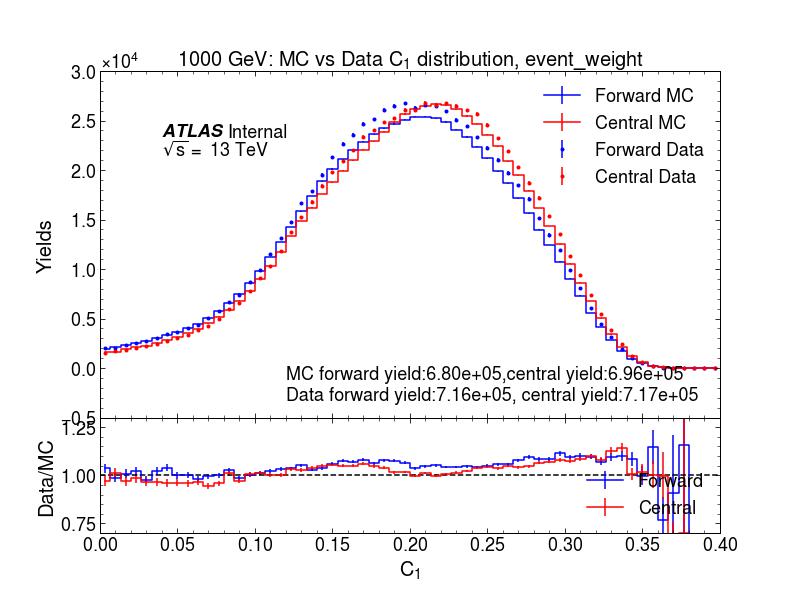 ×10⁴
1000 GeV: MC vs Data C₁ distribution, event_weight
3.0
2.5
2.0
1.5
1.0
0.5
0.0
0.5
Yields
ATLAS Internal
√s = 13 TeV
Forward MC
Central MC
Forward Data
Central Data
MC forward yield:6.80e+05,central yield:6.96e+05
Data forward yield:7.16e+05, central yield:7.17e+05
1.25
1.00
0.75
Data/MC
Forward
Central
0.00 0.05 0.10 0.15 0.20 0.25 0.30 0.35 0.40
C₁